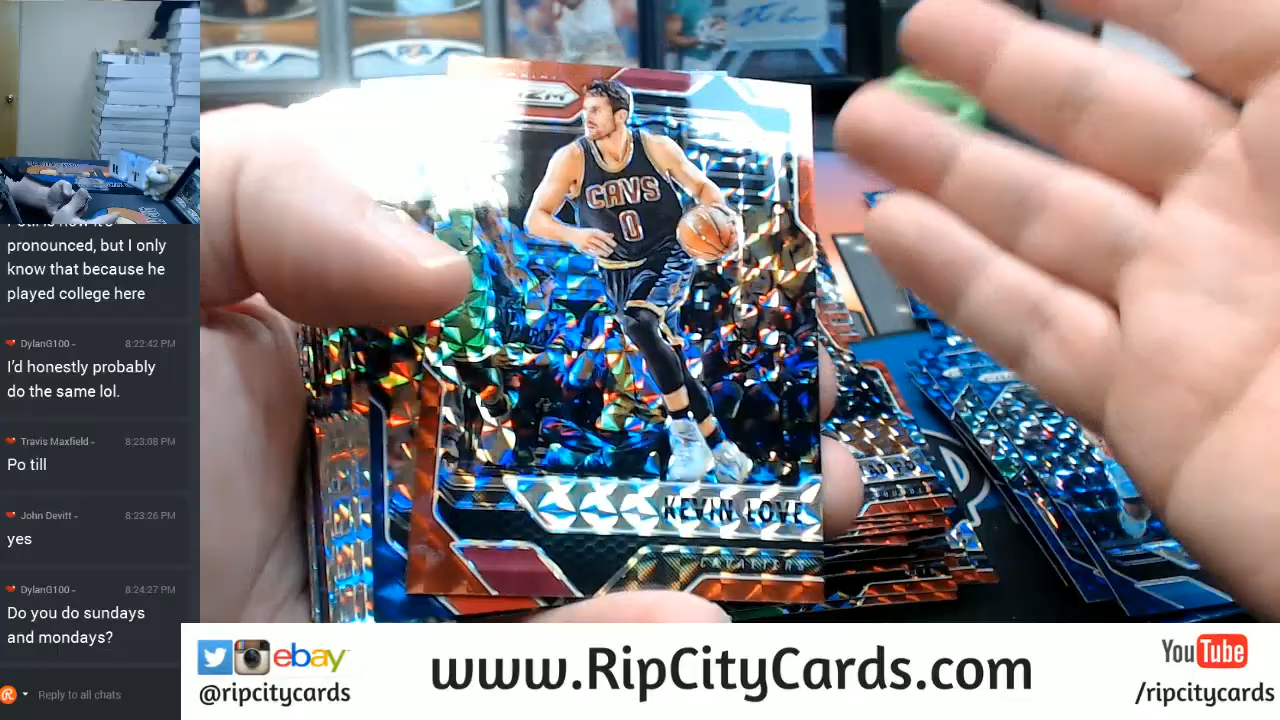 pronounced, but I only
know that because he
played college here
DylanG100 - 8:22:42 PM
I'd honestly probably
do the same lol.
Travis Maxfield - 8:23:08 PM
Po till
John Devitt - 8:23:26 PM
yes
DylanG100 - 8:24:27 PM
Do you do sundays
and mondays?
Reply to all chats
PANINI
CAVS
0
KEVIN LOVE
CAVALIERS
ebay
@ripcitycards
www.RipCityCards.com
YouTube
/ripcitycards